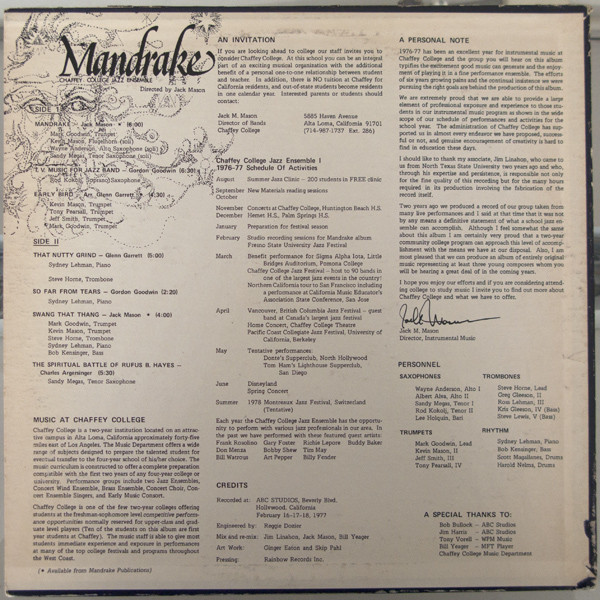 Mandrake
CHAFFEY COLLEGE JAZZ ENSEMBLE
Directed by Jack Mason
SIDE I
MANDRAKE — Jack Mason • (6:00)
Mark Goodwin, Trumpet
Kevin Mason, Flugelhorn (soli)
Wayne Anderson, Alto Saxophone (soli)
Sandy Megas, Tenor Saxophone (soli)
T.V. MUSIC FOR JAZZ BAND — Gordon Goodwin (6:30)
Rod Kokolj, Soprano Saxophone
EARLY BIRD — Arr. Glenn Garrett
Kevin Mason, Trumpet
Tony Pearsall, Trumpet
Jeff Smith, Trumpet
Mark Goodwin, Trumpet
SIDE II
THAT NUTTY GRIND — Glenn Garrett (5:00)
Sydney Lehman, Piano
Steve Horne, Trombone
SO FAR FROM TEARS — Gordon Goodwin (2:20)
Sydney Lehman, Piano
SWANG THAT THANG — Jack Mason • (4:00)
Mark Goodwin, Trumpet
Kevin Mason, Trumpet
Steve Horne, Trombone
Sydney Lehman, Piano
Bob Kensinger, Bass
THE SPIRITUAL BATTLE OF RUFUS B. HAYES —
Charles Argersinger (5:30)
Sandy Megas, Tenor Saxophone
MUSIC AT CHAFFEY COLLEGE
Chaffey College is a two-year institution located on an attractive campus in Alta Loma, California approximately forty-five
miles east of Los Angeles. The Music Department offers a wide
range of subjects designed to prepare the talented student for
eventual transfer to the four-year school of his/her choice. The
music curriculum is constructed to offer a complete preparation
compatible with the first two years of any four-year college or
university. Performance groups include two Jazz Ensembles,
Concert Wind Ensemble, Brass Ensemble, Concert Choir, Concert Ensemble Singers, and Early Music Consort.
Chaffey College is one of the few two-year colleges offering
students at the freshman-sophomore level competitive performance opportunities normally reserved for upper-class and graduate level players (Ten of the students on this album are first
year students at Chaffey). The music staff is able to give most
students immediate experience and exposure in performances
at many of the top college festivals and programs throughout
the West Coast.
(• Available from Mandrake Publications)
AN INVITATION
If you are looking ahead to college our staff invites you to
consider Chaffey College. At this school you can be an integral
part of an exciting musical organization with the additional
benefit of a personal one-to-one relationship between student
and teacher. In addition, there is NO tuition at Chaffey for
California residents, and out-of-state students become residents
in one calendar year. Interested parents or students should
contact:
Jack M. Mason 5885 Haven Avenue
Director of Bands Alta Loma, California 91701
Chaffey College (714-987-1737 Ext. 286)
Chaffey College Jazz Ensemble I
1976-77 Schedule Of Activities
August Summer Jazz Clinic — 200 students in FREE clinic
September New Materials reading sessions
October
November Concerts at Chaffey College, Huntington Beach H.S.
December Hemet H.S., Palm Springs H.S.
January Preparation for festival season
February Studio recording sessions for Mandrake album
Fresno State University Jazz Festival
March Benefit performance for Sigma Alpha Iota, Little
Bridges Auditorium, Pomona College
Chaffey College Jazz Festival — host to 90 bands in
one of the largest jazz events in the country!
Northern California tour to San Francisco including
a performance at California Music Educator's
Association State Conference, San Jose
April Vancouver, British Columbia Jazz Festival — guest
band at Canada's largest jazz festival
Home Concert, Chaffey College Theatre
Pacific Coast Collegiate Jazz Festival, University of
California, Berkeley
May Tentative performances:
Donte's Supperclub, North Hollywood
Tom Ham's Lighthouse Supperclub,
San Diego
June Disneyland
Spring Concert
Summer 1978 Montreaux Jazz Festival, Switzerland
(Tentative)
Each year the Chaffey College Jazz Ensemble has the opportunity to perform with various jazz professionals in our area. In
the past we have performed with these featured guest artists:
Frank Rosolino Gary Foster Richie Lepore Buddy Baker
Don Menza Bobby Shew Tim May
Bill Watrous Art Pepper Billy Fender
CREDITS
Recorded at: ABC STUDIOS, Beverly Blvd.
Hollywood, California
February 16-17-18, 1977
Engineered by: Reggie Dozier
Mix and re-mix: Jim Linahon, Jack Mason, Bill Yeager
Art Work: Ginger Eaton and Skip Pahl
Pressing: Rainbow Records Inc.
A PERSONAL NOTE
1976-77 has been an excellent year for instrumental music at
Chaffey College and the group you will hear on this album
typifies the excitement good music can generate and the enjoyment of playing it in a fine performance ensemble. The efforts
of six years growing pains and the continual insistence we were
pursuing the right goals are behind the production of this album.
We are extremely proud that we are able to provide a large
element of professional exposure and experience to those students in our instrumental music program as shown in the wide
scope of our schedule of performances and activities for the
school year. The administration of Chaffey College has supported us in almost every endeavor we have proposed, successful or not, and genuine encouragement of creativity is hard to
find in education these days.
I should like to thank my associate, Jim Linahon, who came to
us from North Texas State University two years ago and who,
through his expertise and persistence, is responsible not only
for the fine quality of this recording but for the many hours
required in its production involving the fabrication of the record
itself.
Two years ago we produced a record of our group taken from
many live performances and I said at that time that it was not
by any means a definitive statement of what a school jazz ensemble can accomplish. Although I feel somewhat the same
about this album I am certainly very proud that a two-year
community college program can approach this level of accomplishment with the means we have at our disposal. Also, I am
most pleased that we can produce an album of entirely original
music representing at least three young composers whom you
will be hearing a great deal of in the coming years.
I hope you enjoy our efforts and if you are considering attending college to study music I invite you to find out more about
Chaffey College and what we have to offer.
Jack M. Mason
Director, Instrumental Music
PERSONNEL
SAXOPHONES
Wayne Anderson, Alto I
Albert Alva, Alto II
Sandy Megas, Tenor I
Rod Kokolj, Tenor II
Les Holquin, Bari
TROMBONES
Steve Horne, Lead
Greg Gleeson, II
Ross Lehman, III
Kris Gleeson, IV (Bass)
Steve Lewis, V (Bass)
TRUMPETS
Mark Goodwin, Lead
Kevin Mason, II
Jeff Smith, III
Tony Pearsall, IV
RHYTHM
Sydney Lehman, Piano
Bob Kensinger, Bass
Scott Magallones, Drums
Harold Nelms, Drums
A SPECIAL THANKS TO:
Bob Bullock — ABC Studios
Jim Harris — ABC Studios
Tony Vorell — WPM Music
Bill Yeager — MFT Player
Chaffey College Music Department